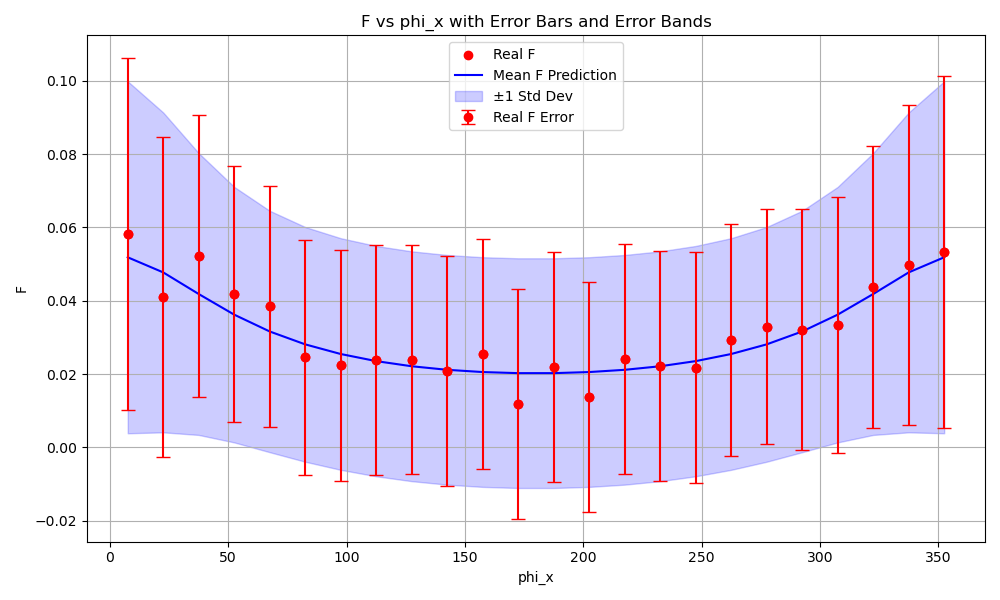 F vs phi_x with Error Bars and Error Bands
Real F
Mean F Prediction
±1 Std Dev
Real F Error
F
0.10
0.08
0.06
0.04
0.02
0.00
−0.02
0
50
100
150
200
250
300
350
phi_x